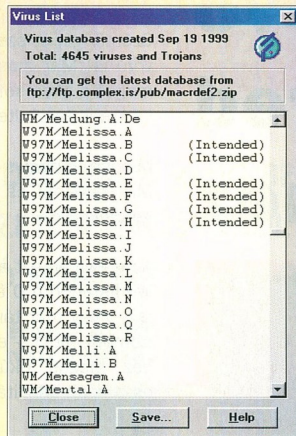 Virus List
Virus database created Sep 19 1999
Total: 4645 viruses and Trojans
You can get the latest database from
ftp://ftp.complex.is/pub/macrdef2.zip
WM/Meldung.A:De
W97M/Melissa.A
W97M/Melissa.B (Intended)
W97M/Melissa.C (Intended)
W97M/Melissa.D
W97M/Melissa.E (Intended)
W97M/Melissa.F (Intended)
W97M/Melissa.G (Intended)
W97M/Melissa.H (Intended)
W97M/Melissa.I
W97M/Melissa.J
W97M/Melissa.K
W97M/Melissa.L
W97M/Melissa.M
W97M/Melissa.N
W97M/Melissa.O
W97M/Melissa.Q
W97M/Melissa.R
W97M/Melli.A
W97M/Melli.B
WM/Mensagem.A
WM/Mental.A
Close Save... Help